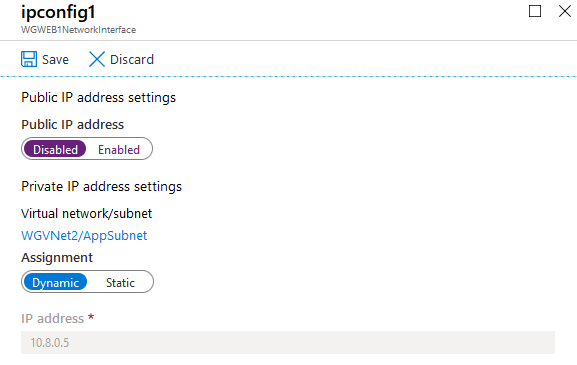 ipconfig1
WGWEB1NetworkInterface
Save Discard
Public IP address settings
Public IP address
Disabled Enabled
Private IP address settings
Virtual network/subnet
WGVNet2/AppSubnet
Assignment
Dynamic Static
IP address *
10.8.0.5